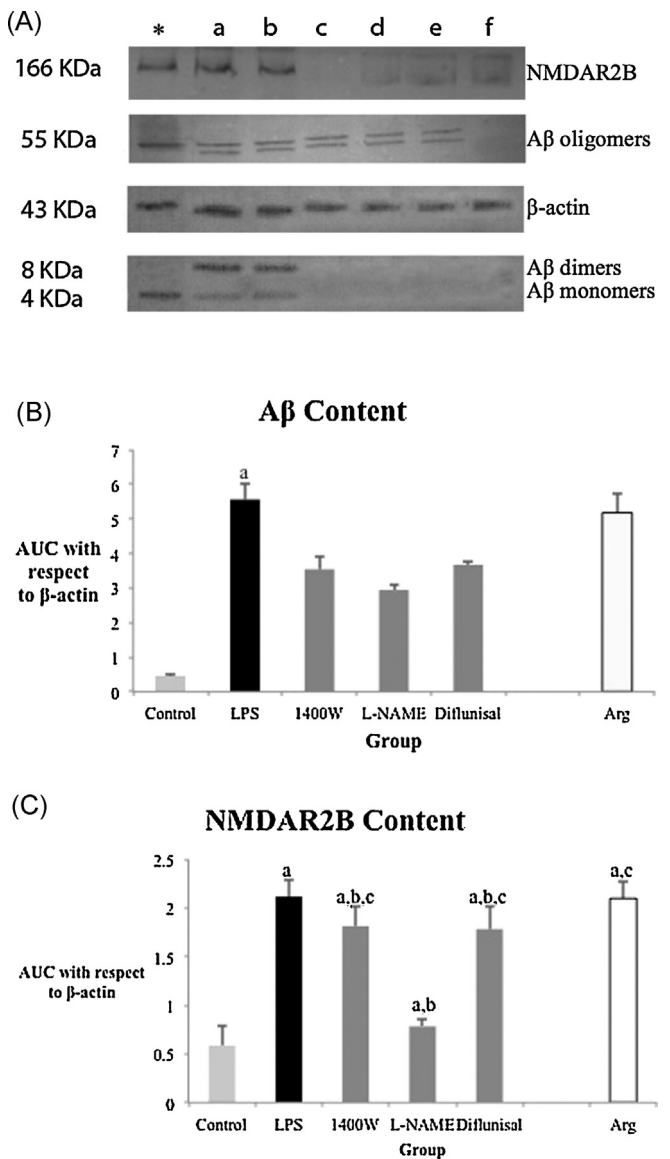 (A)
* a b c d e f
166 KDa NMDAR2B
55 KDa Aβ oligomers
43 KDa β-actin
8 KDa Aβ dimers
4 KDa Aβ monomers
(B)
Aβ Content
7
6
5
4
3
2
1
0
AUC with
respect
to β-actin
a
Control LPS 1400W L-NAME Diflunisal Arg
Group
(C)
NMDAR2B Content
2.5
2
1.5
1
0.5
0
AUC with respect
to β-actin
a a,b,c a,b a,b,c a,c
Control LPS 1400W L-NAME Diflunisal Arg
Group